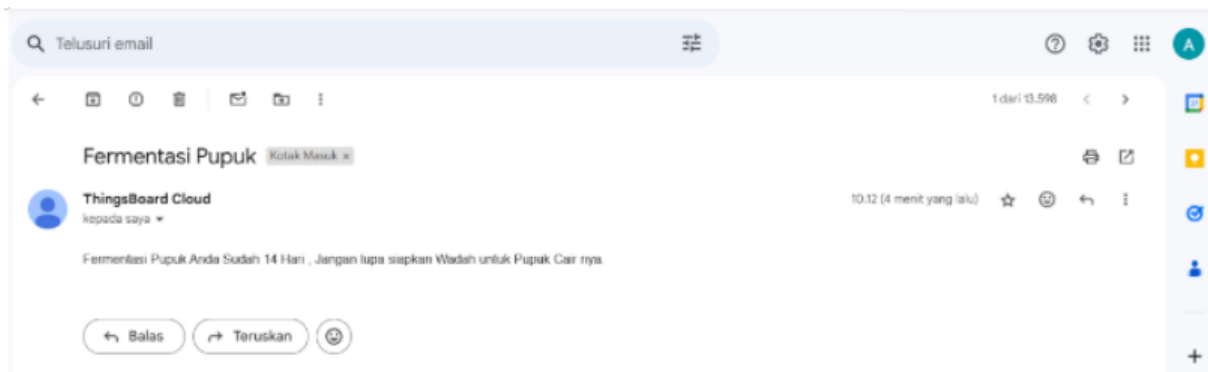 Telusuri email
A
1 dari 13.598
Fermentasi Pupuk Kotak Masuk x
ThingsBoard Cloud
10.12 (4 menit yang lalu)
kepada saya
Fermentasi Pupuk Anda Sudah 14 Hari , Jangan lupa siapkan Wadah untuk Pupuk Cair nya.
Balas
Teruskan